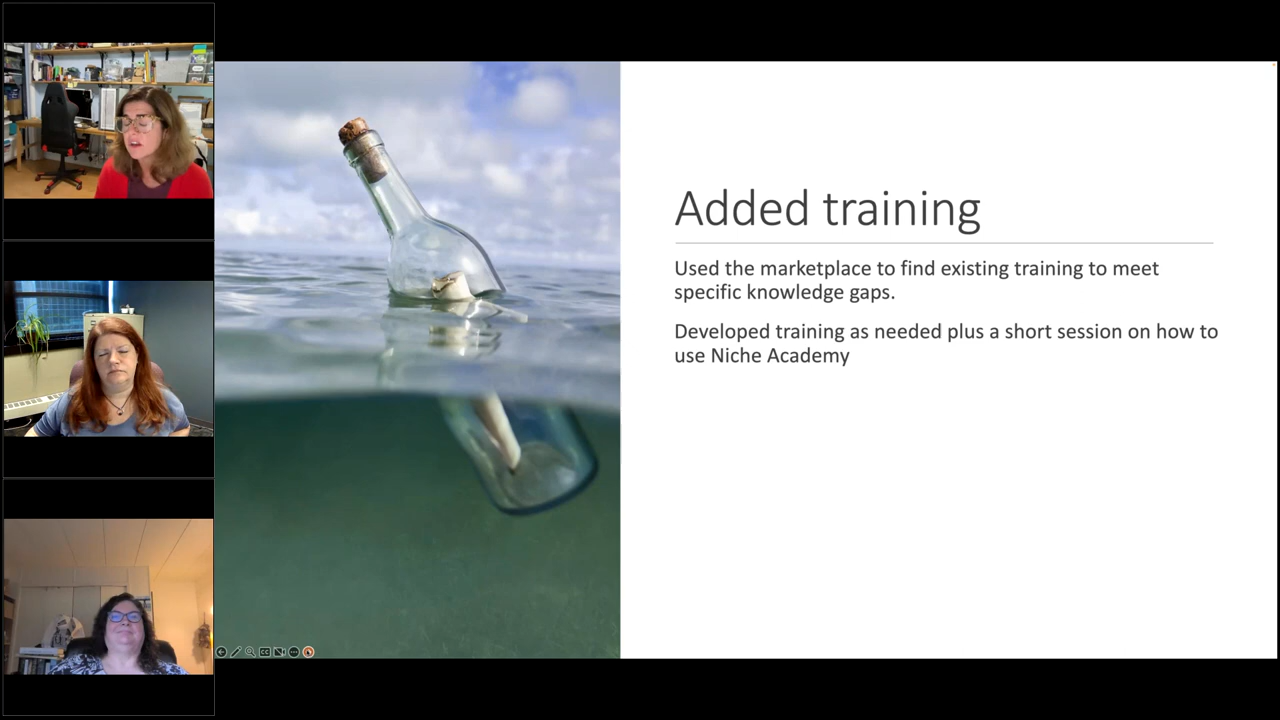 Added training
Used the marketplace to find existing training to meet
specific knowledge gaps.
Developed training as needed plus a short session on how to
use Niche Academy